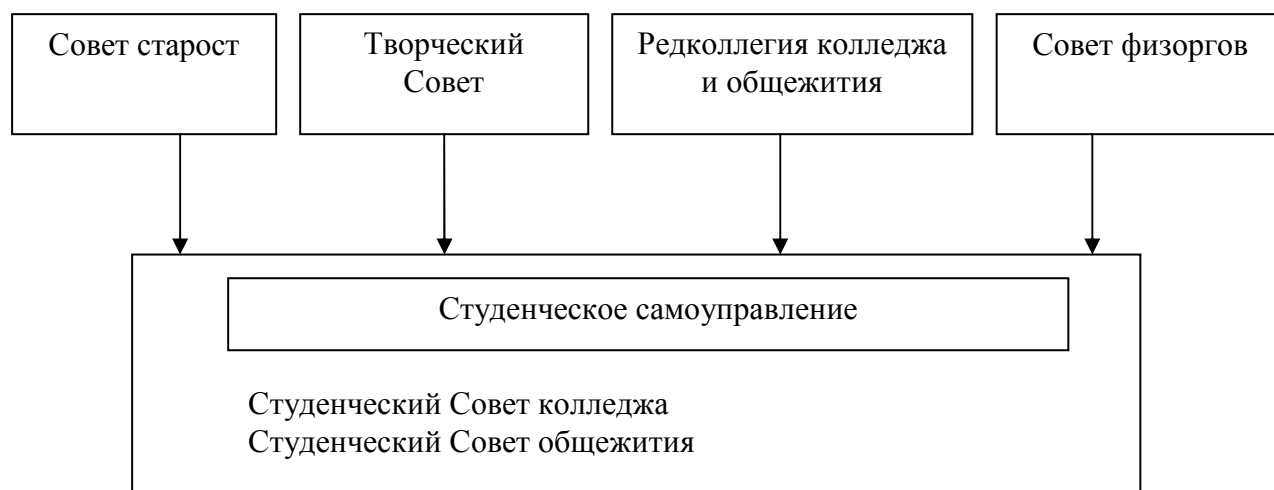 Совет старост
Творческий
Совет
Редколлегия колледжа
и общежития
Совет физоргов
Студенческое самоуправление
Студенческий Совет колледжа
Студенческий Совет общежития